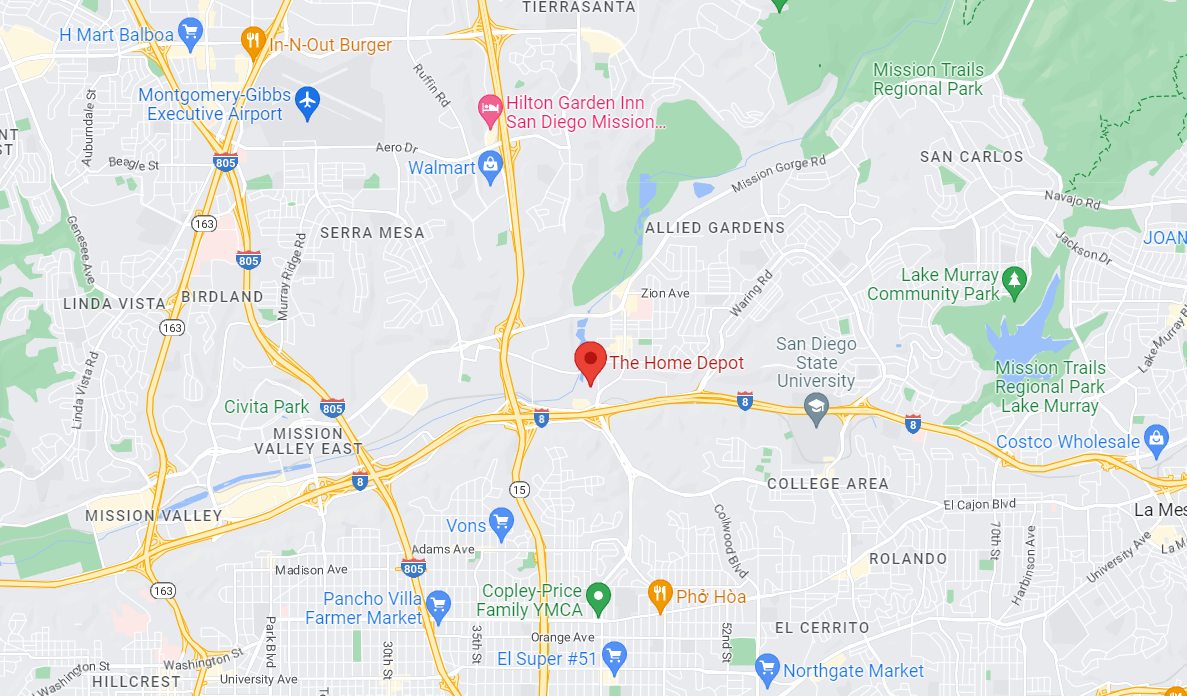 TIERRASANTA
H Mart Balboa
In-N-Out Burger
Ruffin Rd
Mission Trails
Regional Park
Montgomery-Gibbs
Executive Airport
Hilton Garden Inn
San Diego Mission...
Auburndale St
NT
ST
Beagle St
805
Aero Dr
Walmart
Mission Gorge Rd
SAN CARLOS
Navajo Rd
163
Genesee Ave
SERRA MESA
ALLIED GARDENS
Jackson Dr
JOAN
805
Murray Ridge Rd
Lake Murray
Community Park
LINDA VISTA
BIRDLAND
Zion Ave
Waring Rd
163
Lake Murray B
San Diego
State
University
The Home Depot
Mission Trails
Regional Park
Lake Murray
Linda Vista Rd
Civita Park
805
8
8
8
MISSION
VALLEY EAST
Costco Wholesale
8
15
COLLEGE AREA
El Cajon Blvd
La Mes
MISSION VALLEY
Vons
Collwood Blvd
70th St
Harbinson Ave
University Ave
La M
Adams Ave
Madison Ave
805
ROLANDO
163
Copley-Price
Family YMCA
Phở Hòa
Pancho Villa
Farmer Market
Park Blvd
30th St
35th St
Orange Ave
52nd St
EL CERRITO
El Super #51
Northgate Market
Washington St
Washington St
HILLCREST
University Ave